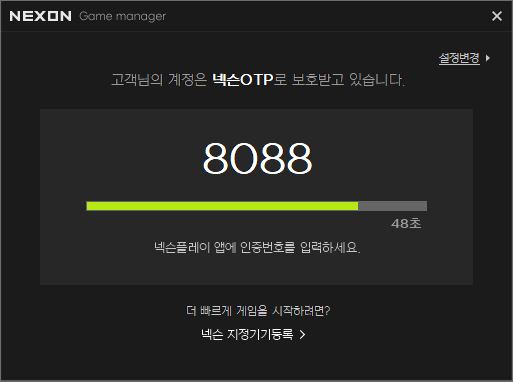 NEXON Game manager
설정변경
고객님의 계정은 넥슨OTP로 보호받고 있습니다.
8088
48초
넥슨플레이 앱에 인증번호를 입력하세요.
더 빠르게 게임을 시작하려면?
넥슨 지정기기등록 >